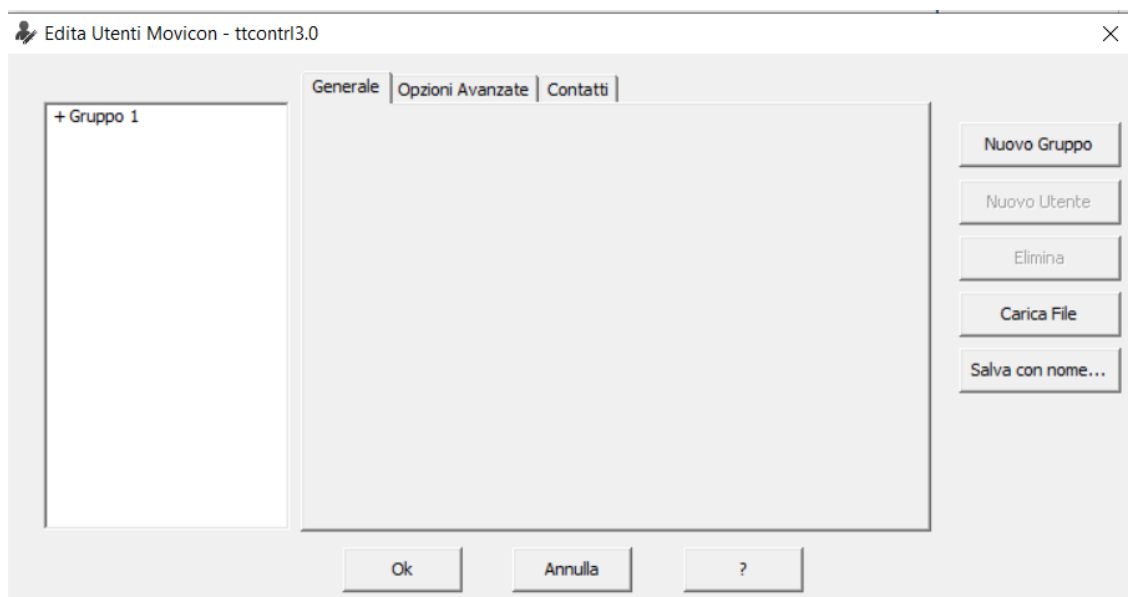 Edita Utenti Movicon - ttcontrl3.0
Generale Opzioni Avanzate Contatti
+ Gruppo 1
Nuovo Gruppo
Nuovo Utente
Elimina
Carica File
Salva con nome...
Ok Annulla ?